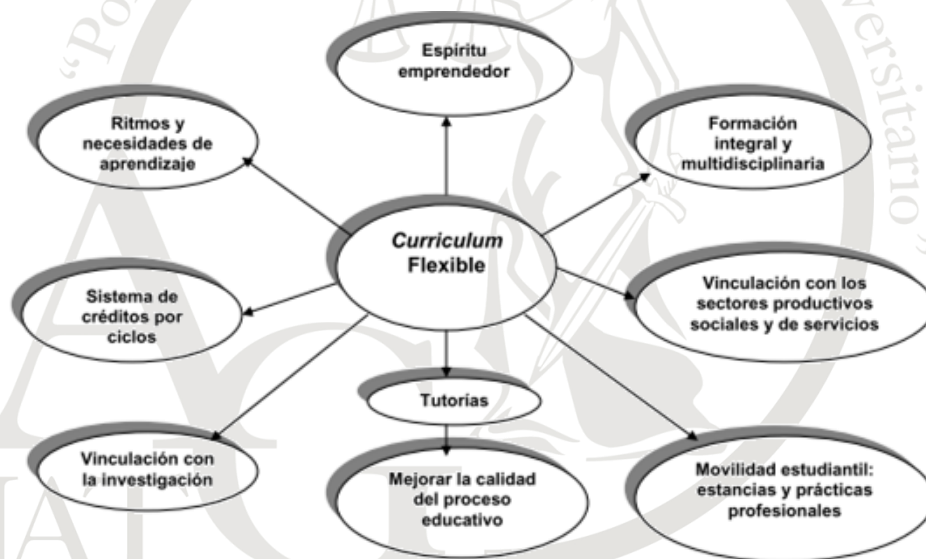 Espíritu
emprendedor
Ritmos y
necesidades de
aprendizaje
Formación
integral y
multidisciplinaria
Curriculum
Flexible
Sistema de
créditos por
ciclos
Vinculación con los
sectores productivos
sociales y de servicios
Tutorías
Vinculación con
la investigación
Mejorar la calidad
del proceso
educativo
Movilidad estudiantil:
estancias y prácticas
profesionales